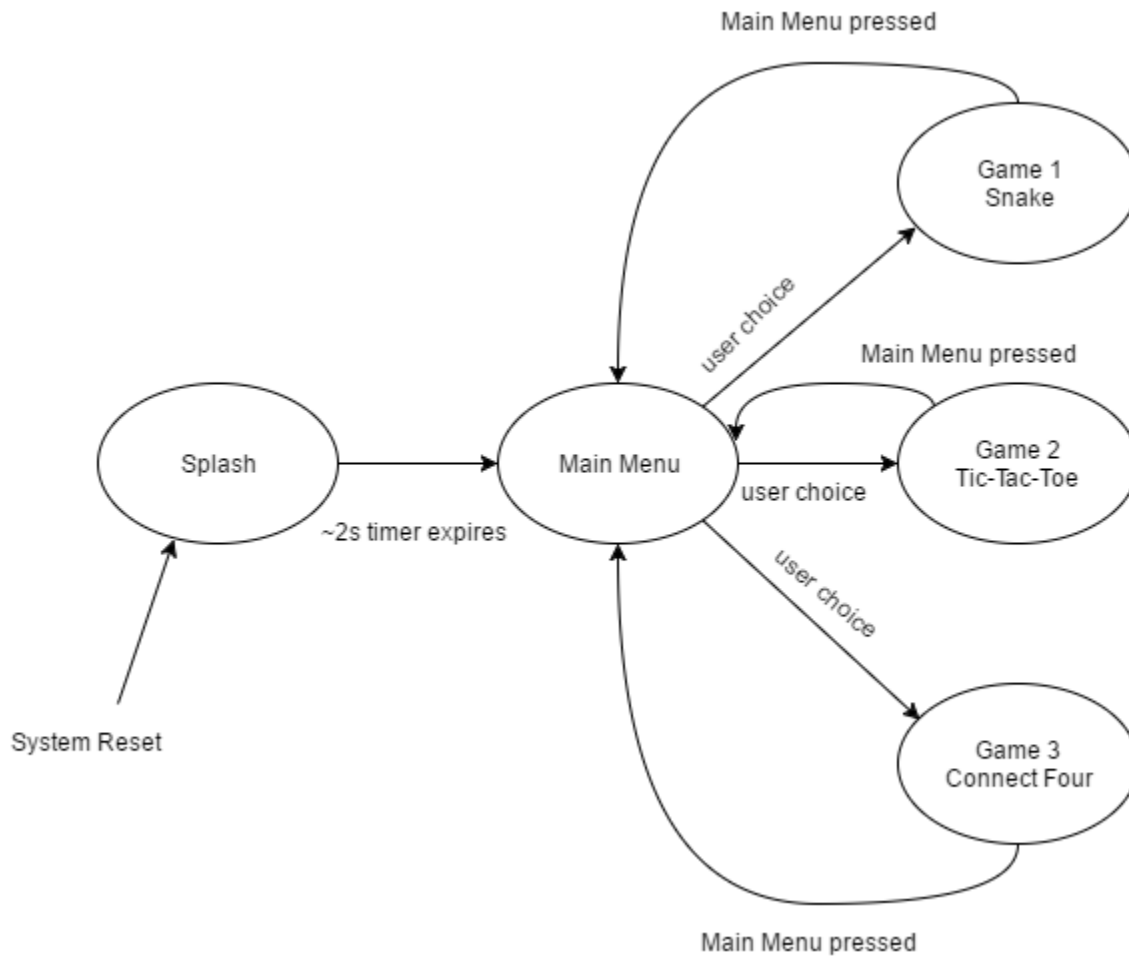 Main Menu pressed
Game 1
Snake
user choice
Main Menu pressed
Splash
Main Menu
Game 2
Tic-Tac-Toe
user choice
~2s timer expires
user choice
System Reset
Game 3
Connect Four
Main Menu pressed